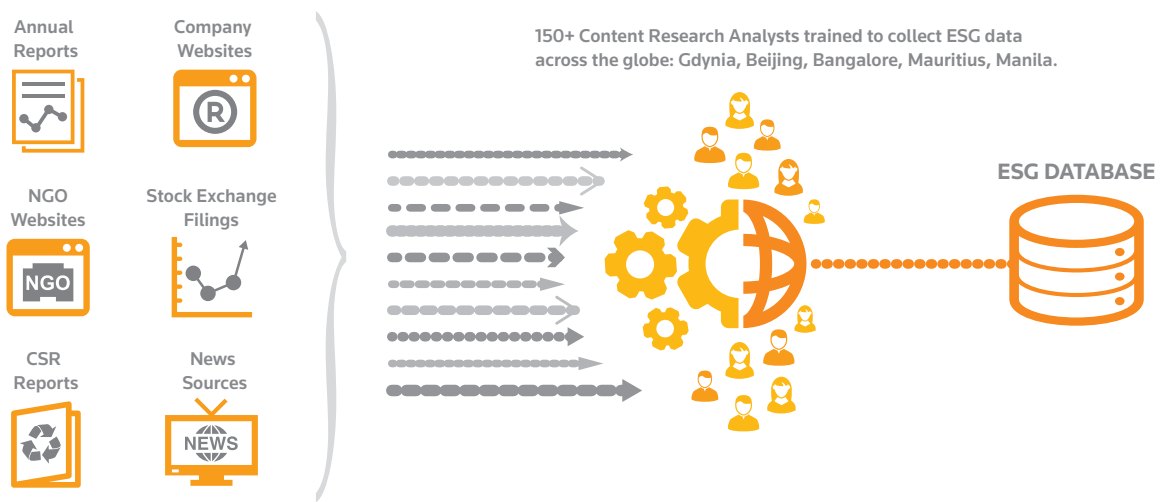 Annual
Reports
Company
Websites
R
NGO
Websites
NGO
Stock Exchange
Filings
CSR
Reports
News
Sources
NEWS
150+ Content Research Analysts trained to collect ESG data
across the globe: Gdynia, Beijing, Bangalore, Mauritius, Manila.
ESG DATABASE